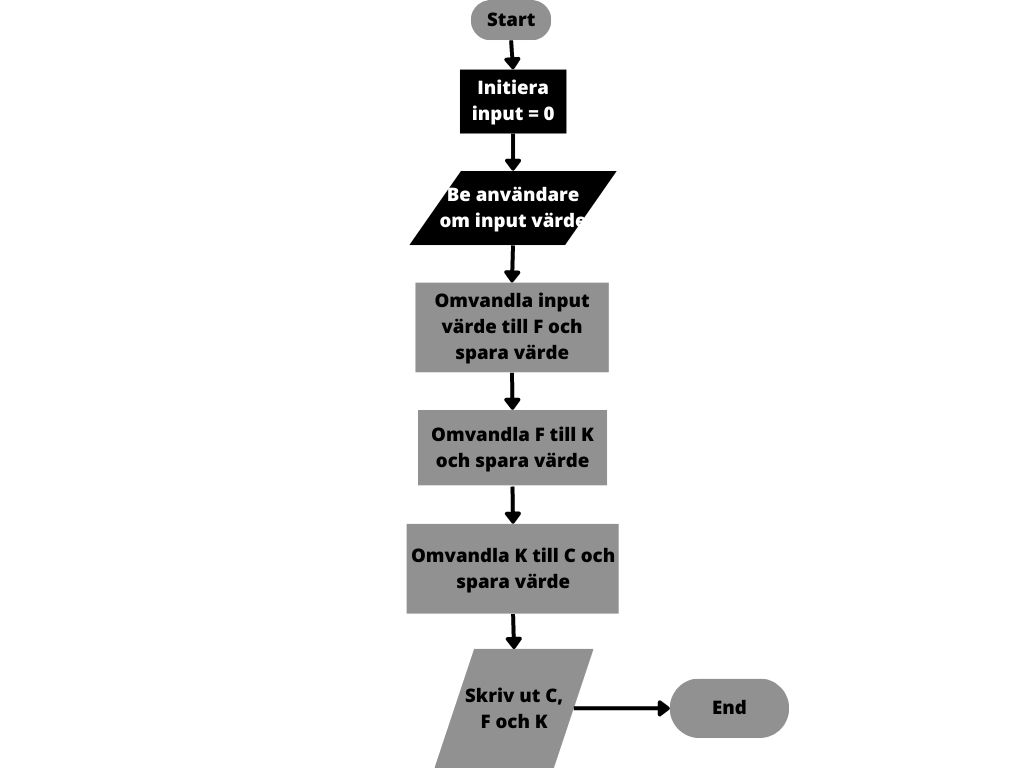 Start
Initiera
input = 0
Be användare
om input värde
Omvandla input
värde till F och
spara värde
Omvandla F till K
och spara värde
Omvandla K till C och
spara värde
Skriv ut C,
F och K
End